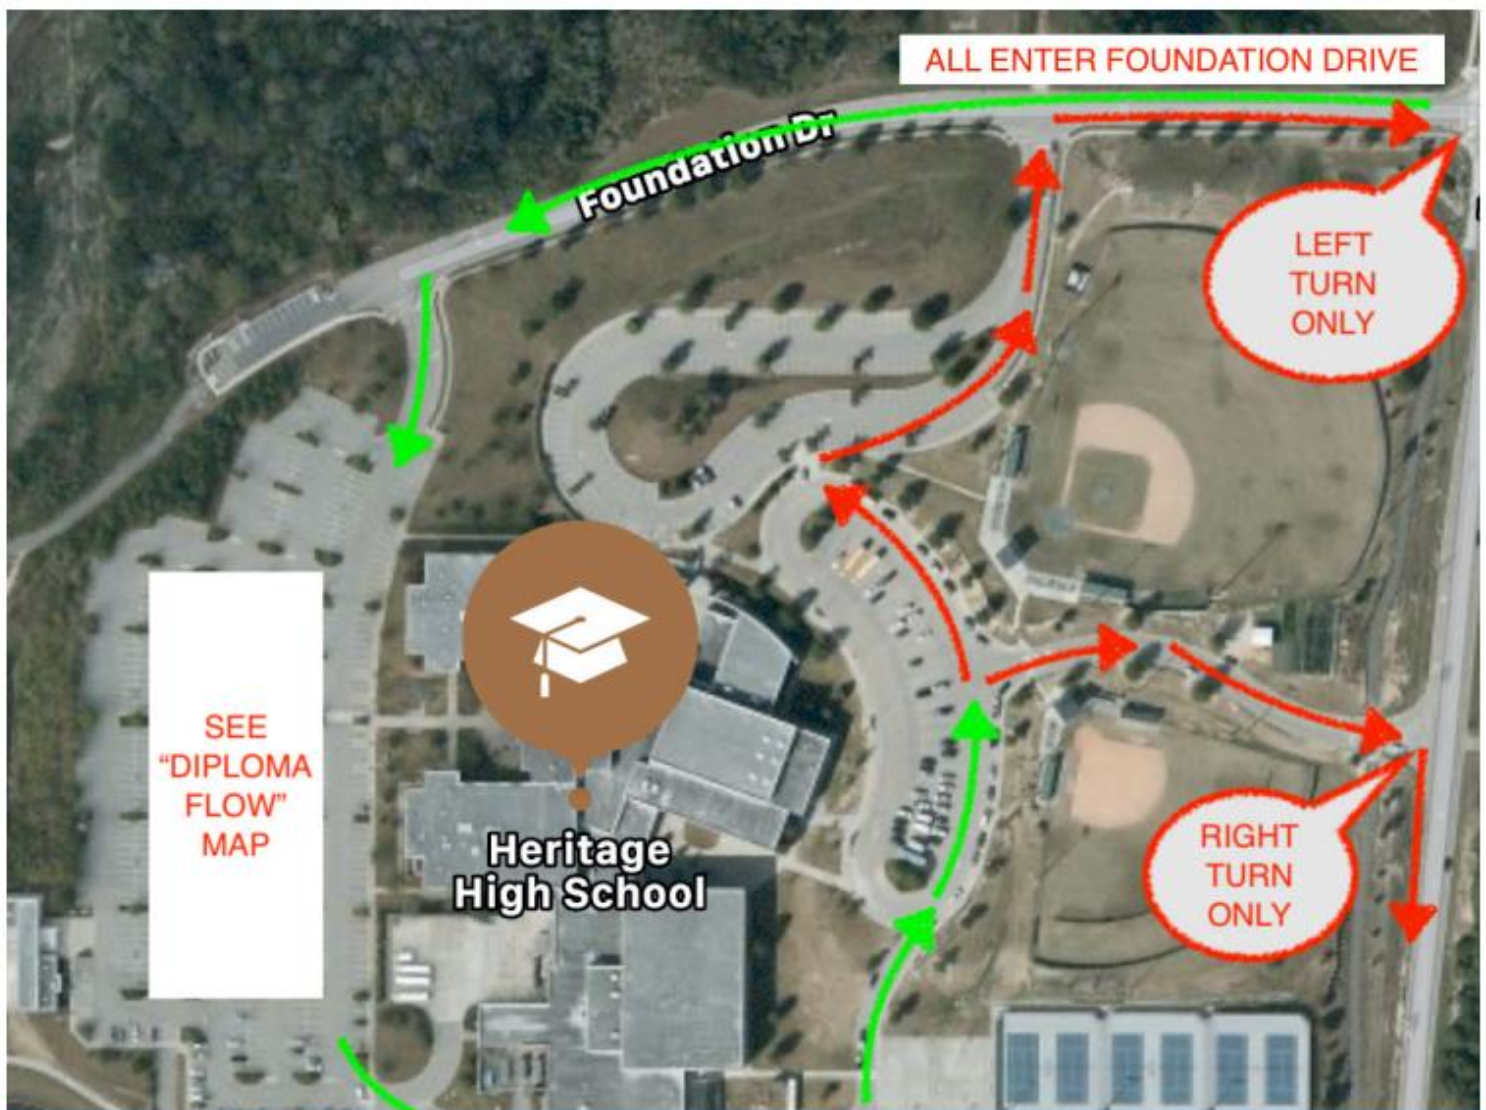 ALL ENTER FOUNDATION DRIVE
Foundation Dr
LEFT
TURN
ONLY
SEE
“DIPLOMA
FLOW”
MAP
Heritage
High School
RIGHT
TURN
ONLY